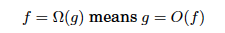 f = Ω(g) means g = O(f)